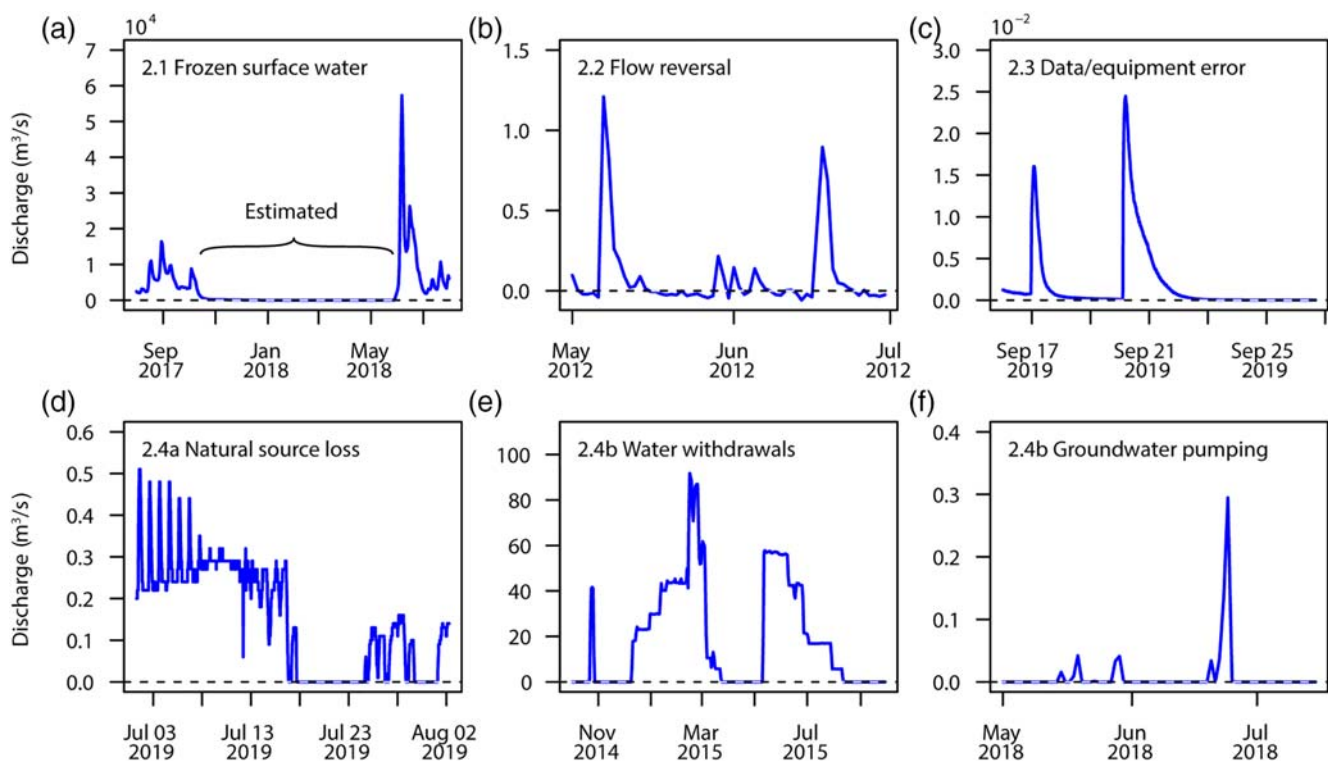 (a)
10⁴
2.1 Frozen surface water
Discharge (m³/s)
7
6
5
4
3
2
1
0
Estimated
Sep
2017
Jan
2018
May
2018
(b)
2.2 Flow reversal
1.5
1.0
0.5
0.0
May
2012
Jun
2012
Jul
2012
(c)
10⁻²
2.3 Data/equipment error
3.0
2.5
2.0
1.5
1.0
0.5
0.0
Sep 17
2019
Sep 21
2019
Sep 25
2019
(d)
2.4a Natural source loss
Discharge (m³/s)
0.6
0.5
0.4
0.3
0.2
0.1
0.0
Jul 03
2019
Jul 13
2019
Jul 23
2019
Aug 02
2019
(e)
2.4b Water withdrawals
100
80
60
40
20
0
Nov
2014
Mar
2015
Jul
2015
(f)
2.4b Groundwater pumping
0.4
0.3
0.2
0.1
0.0
May
2018
Jun
2018
Jul
2018